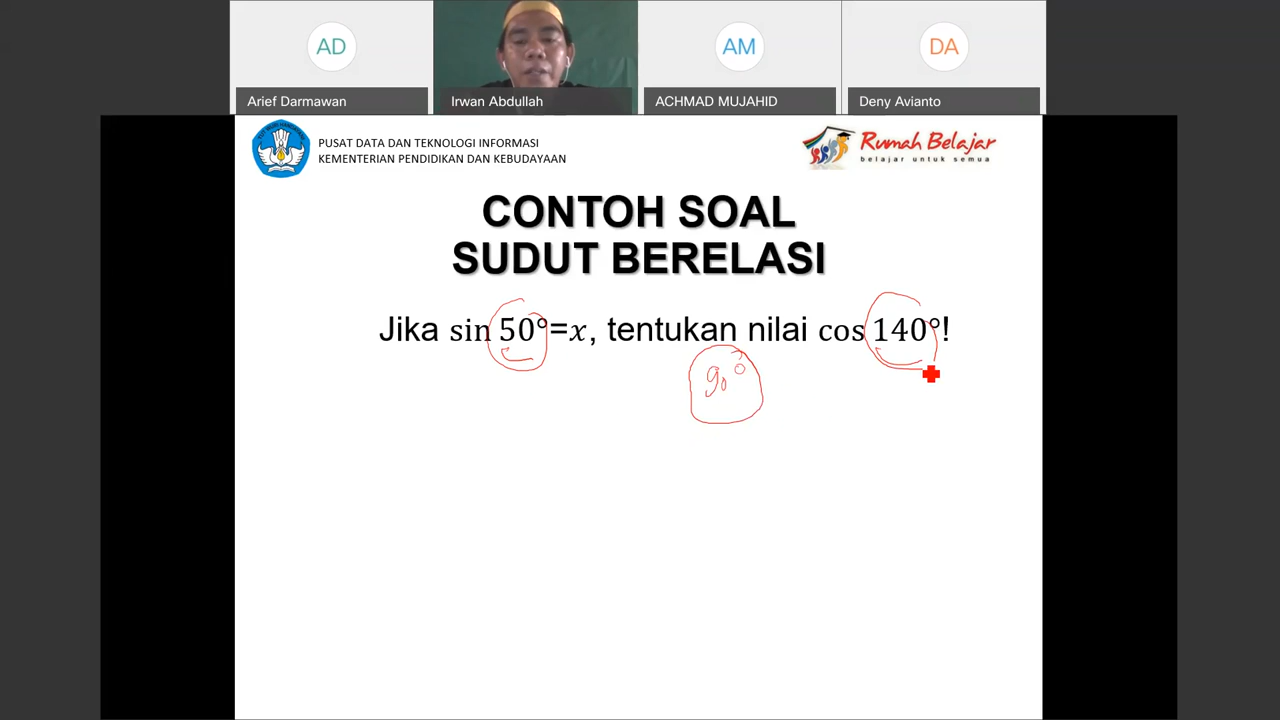 AD
AM
DA
Arief Darmawan
Irwan Abdullah
ACHMAD MUJAHID
Deny Avianto
PUSAT DATA DAN TEKNOLOGI INFORMASI
KEMENTERIAN PENDIDIKAN DAN KEBUDAYAAN
Rumah Belajar
belajar untuk semua
CONTOH SOAL
SUDUT BERELASI
Jika sin 50°=x, tentukan nilai cos 140°!
90°